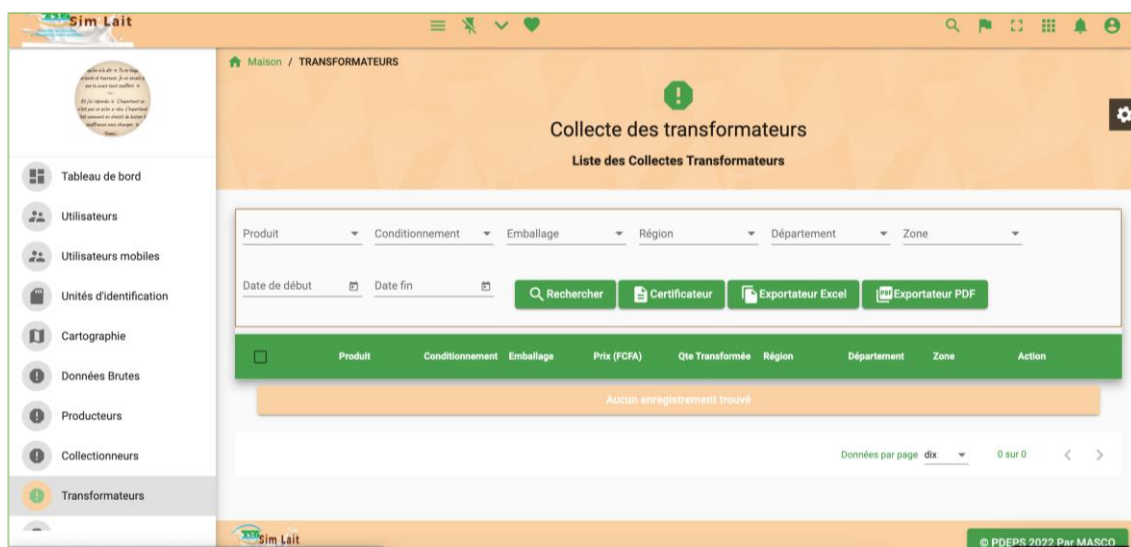 Sim Lait
Maison / TRANSFORMATEURS
Collecte des transformateurs
Liste des Collectes Transformateurs
Tableau de bord
Utilisateurs
Utilisateurs mobiles
Unités d'identification
Cartographie
Données Brutes
Producteurs
Collectionneurs
Transformateurs
Produit Conditionnement Emballage Région Département Zone
Date de début Date fin Rechercher Certificateur Exportateur Excel PDF Exportateur PDF
Produit Conditionnement Emballage Prix (FCFA) Qte Transformée Région Département Zone Action
Aucun enregistrement trouvé
Données par page dix 0 sur 0
Sim Lait
© PDEPS 2022 Par MASCO